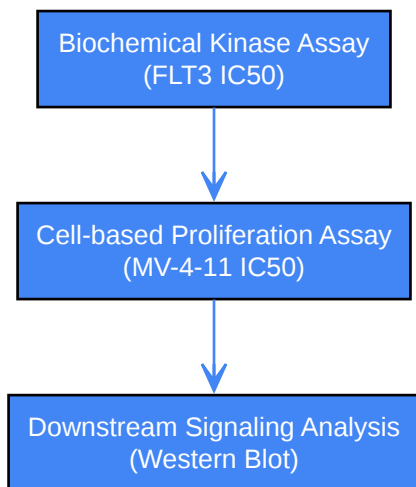 Biochemical Kinase Assay
(FLT3 IC50)
Cell-based Proliferation Assay
(MV-4-11 IC50)
Downstream Signaling Analysis
(Western Blot)